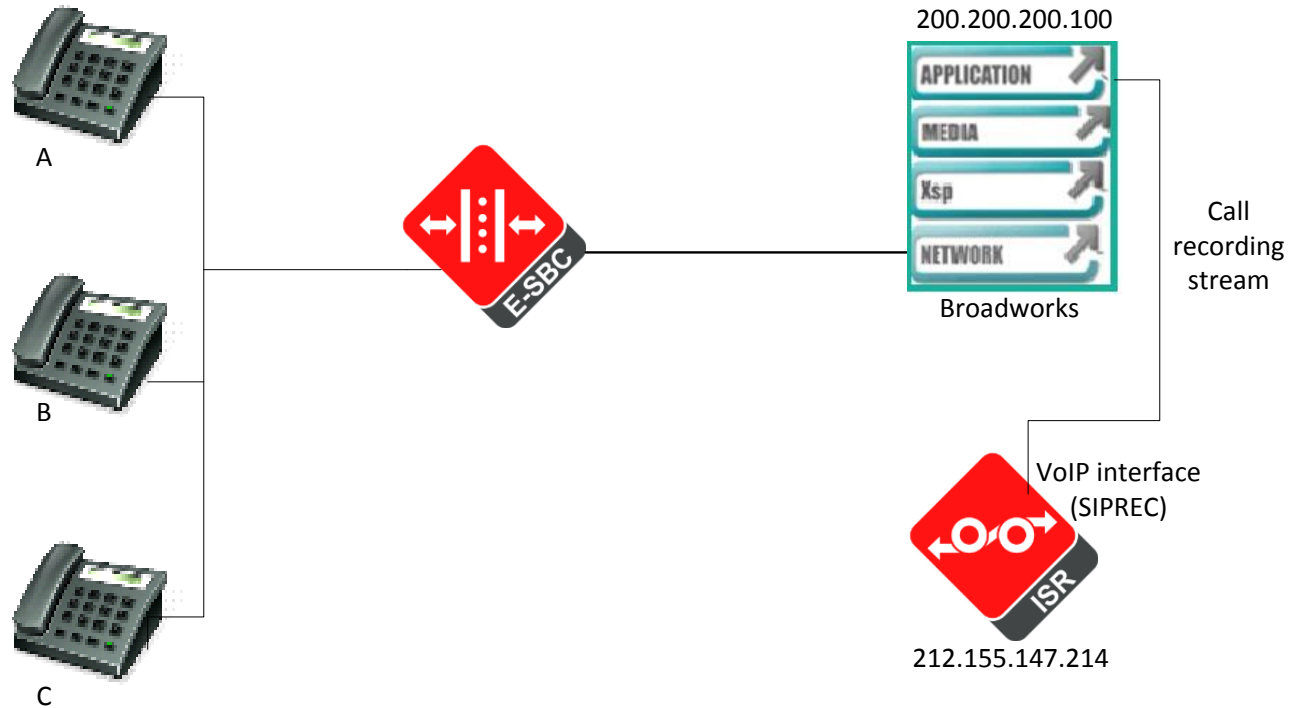 A
B
C
E-SBC
200.200.200.100
APPLICATION
MEDIA
Xsp
NETWORK
Broadworks
Call
recording
stream
VoIP interface
(SIPREC)
ISR
212.155.147.214